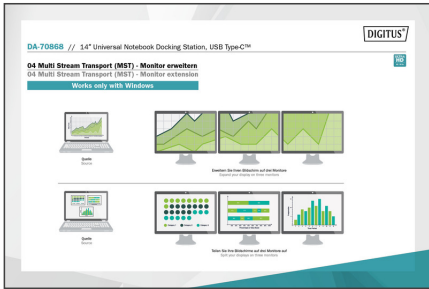 DIGITUS®
DA-70868 // 14" Universal Notebook Docking Station, USB Type-C™
HD
04 Multi Stream Transport (MST) - Monitor erweitern
04 Multi Stream Transport (MST) - Monitor extension
Works only with Windows
Quelle
Source
Erweitern Sie Ihren Bildschirm auf drei Monitore
Expand your display on three monitors
Quelle
Source
Teilen Sie Ihre Bildschirme auf drei Monitore auf
Split your displays on three monitors